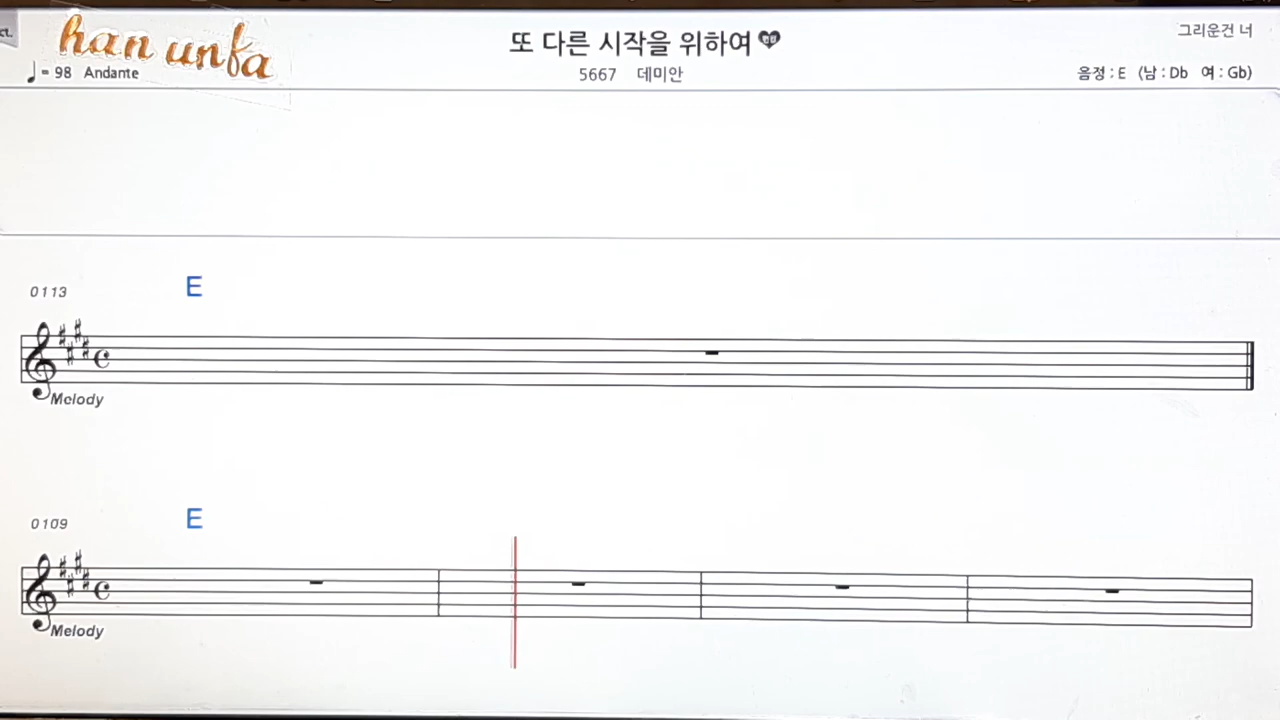 ct.
han unfa
♩= 98 Andante
또 다른 시작을 위하여
5667 데미안
그리운건 너
음정 : E (남 : Db 여 : Gb)
0113
E
Melody
0109
E
Melody